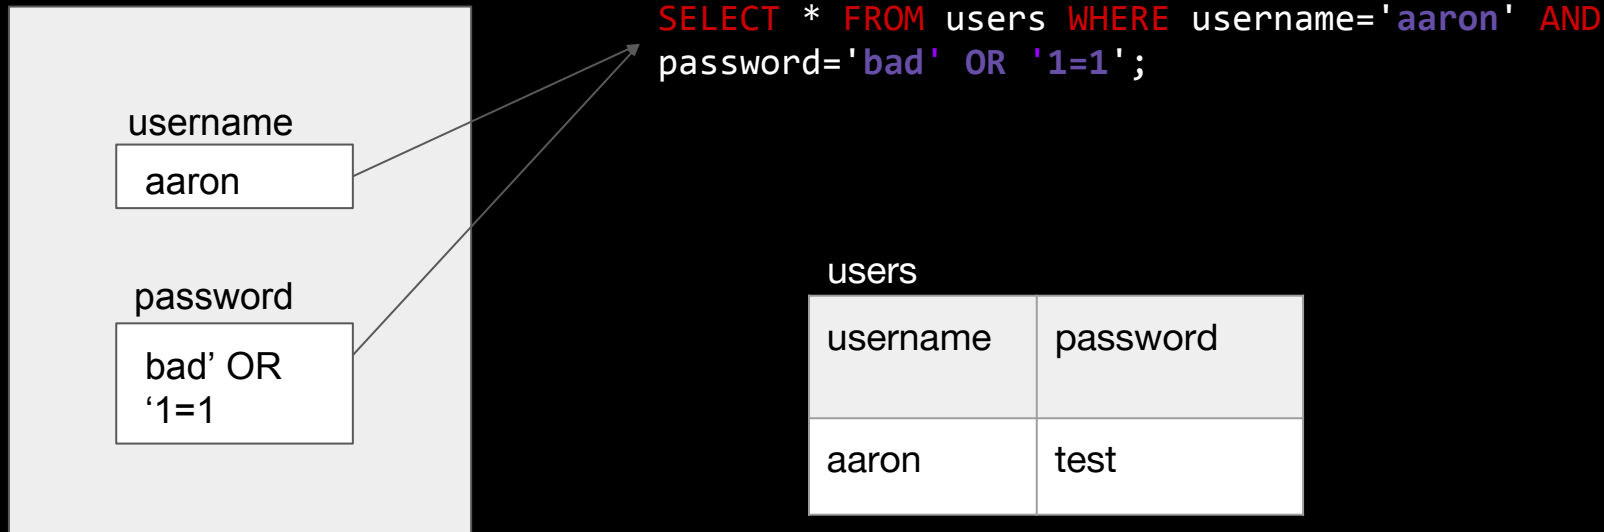 SELECT * FROM users WHERE username='aaron' AND
password='bad' OR '1=1';
username
aaron
password
bad’ OR
‘1=1
users
username password
aaron test